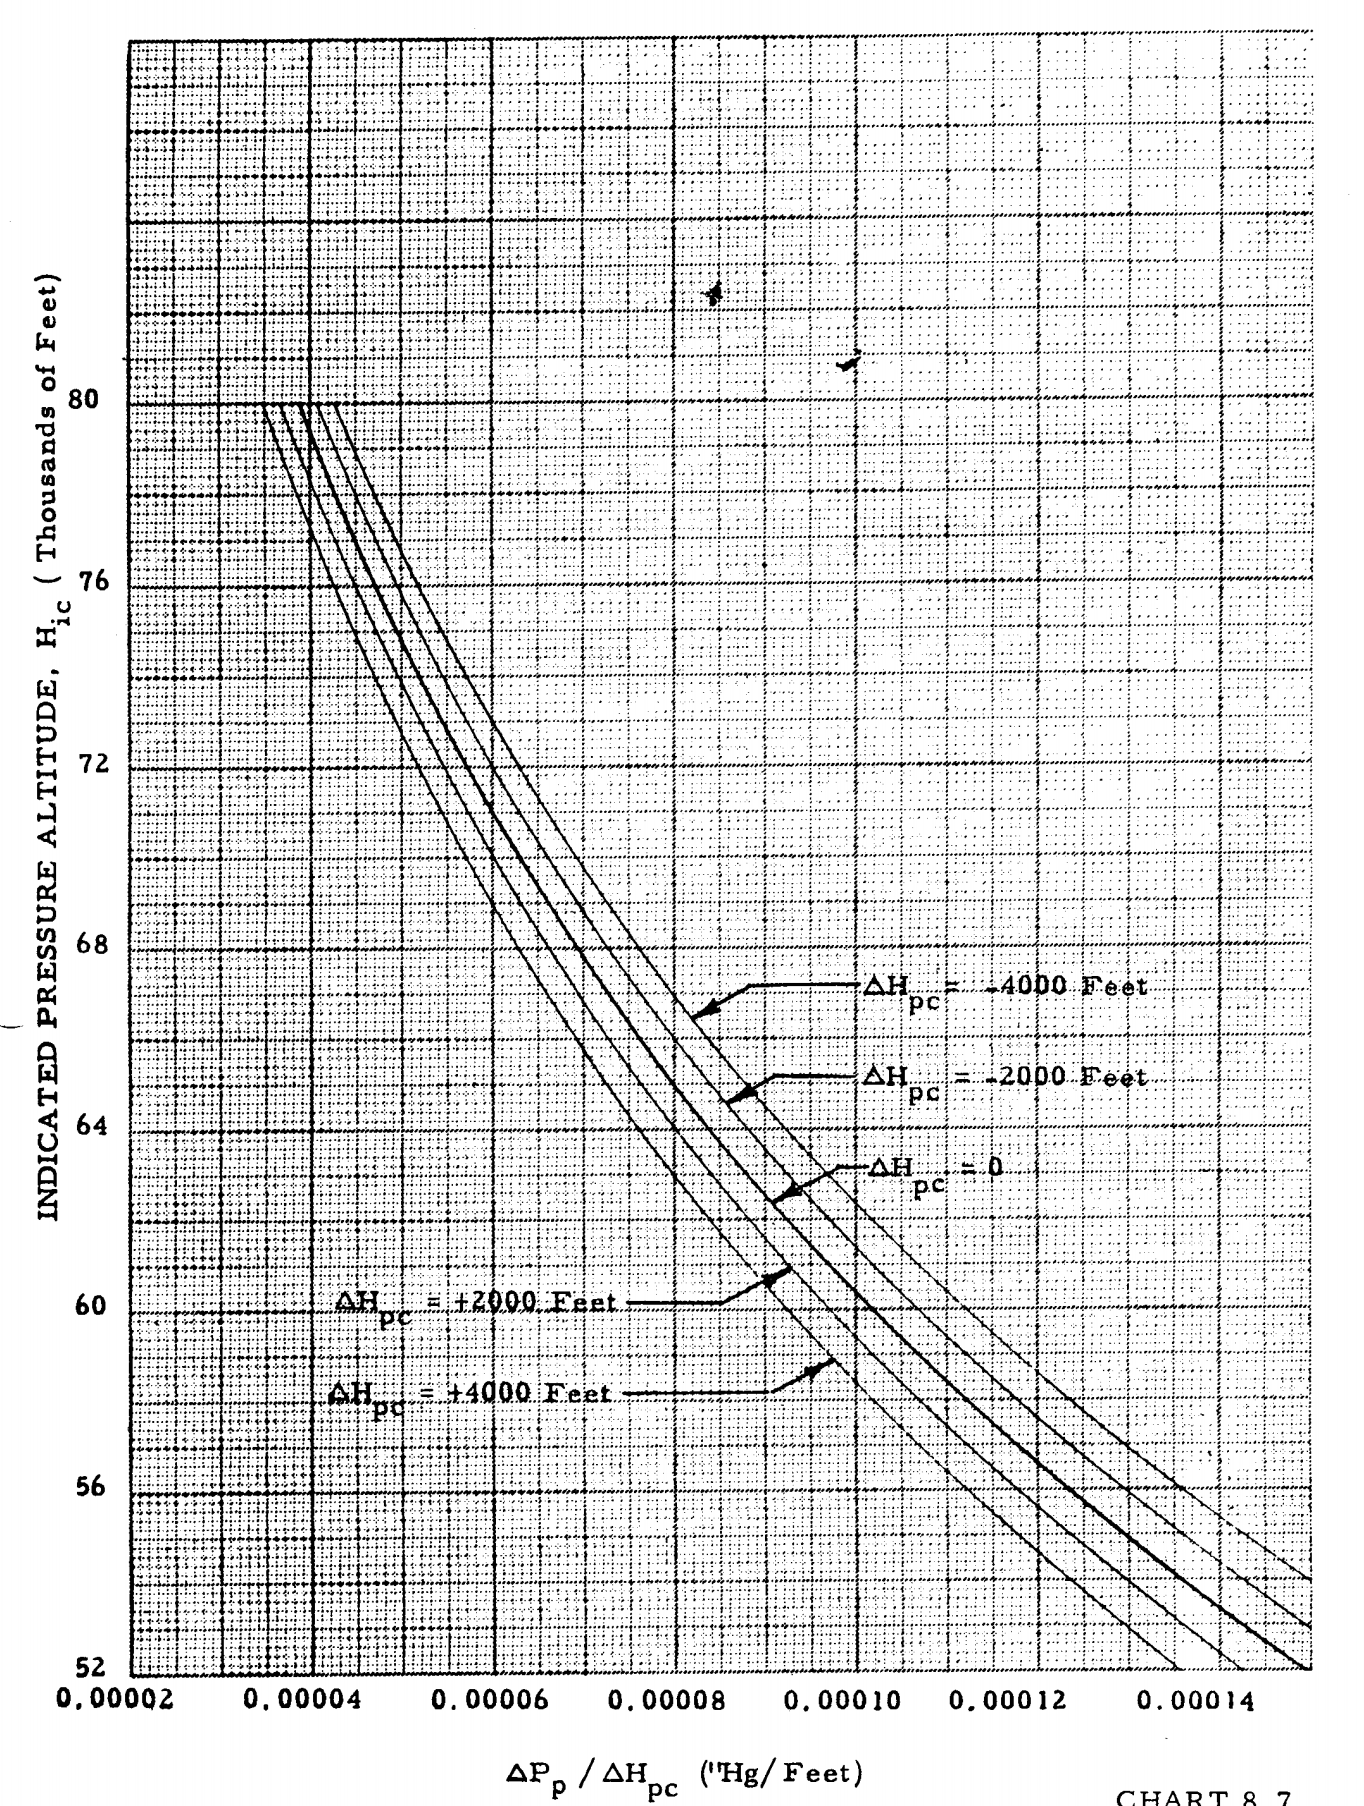 INDICATED PRESSURE ALTITUDE, H_ic (Thousands of Feet)
80
76
72
68
64
60
56
52
ΔH_pc = -4000 Feet
ΔH_pc = -2000 Feet
ΔH_pc = 0
ΔH_pc = +2000 Feet
ΔH_pc = +4000 Feet
0.00002 0.00004 0.00006 0.00008 0.00010 0.00012 0.00014
ΔP_p / ΔH_pc ("Hg/Feet)
CHART 8.7